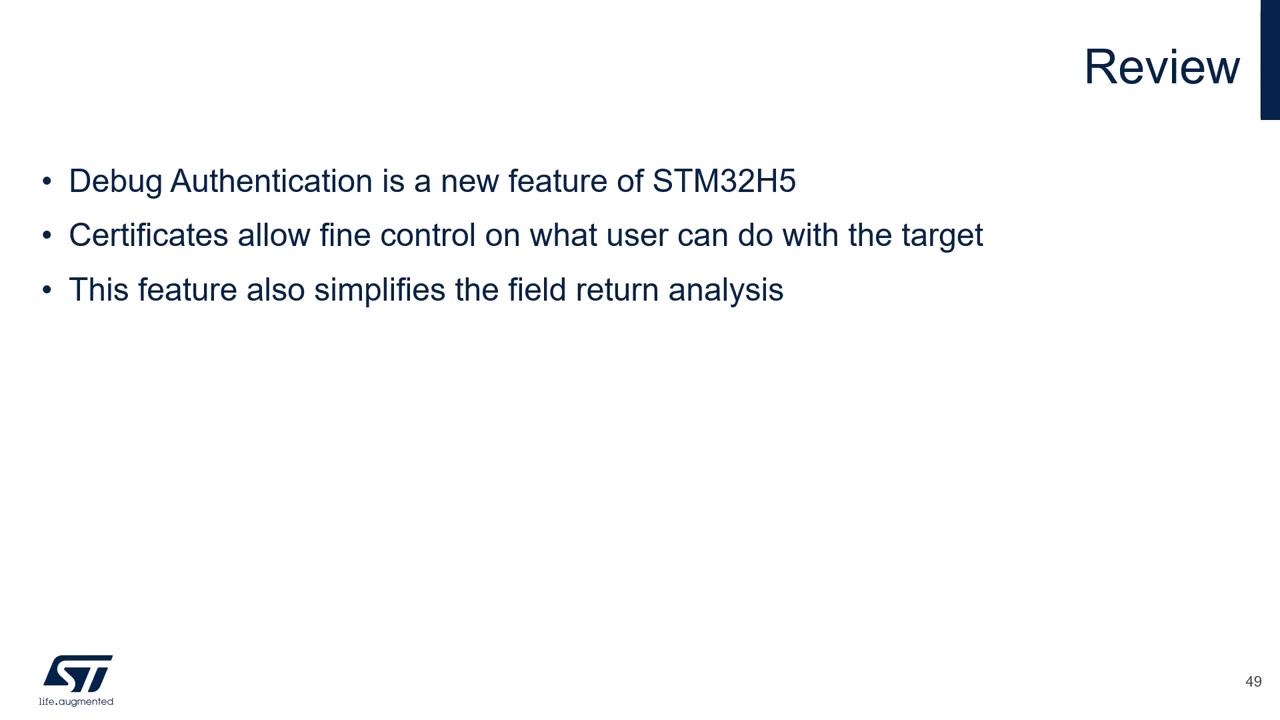 Review
• Debug Authentication is a new feature of STM32H5
• Certificates allow fine control on what user can do with the target
• This feature also simplifies the field return analysis
ST
life.augmented
49